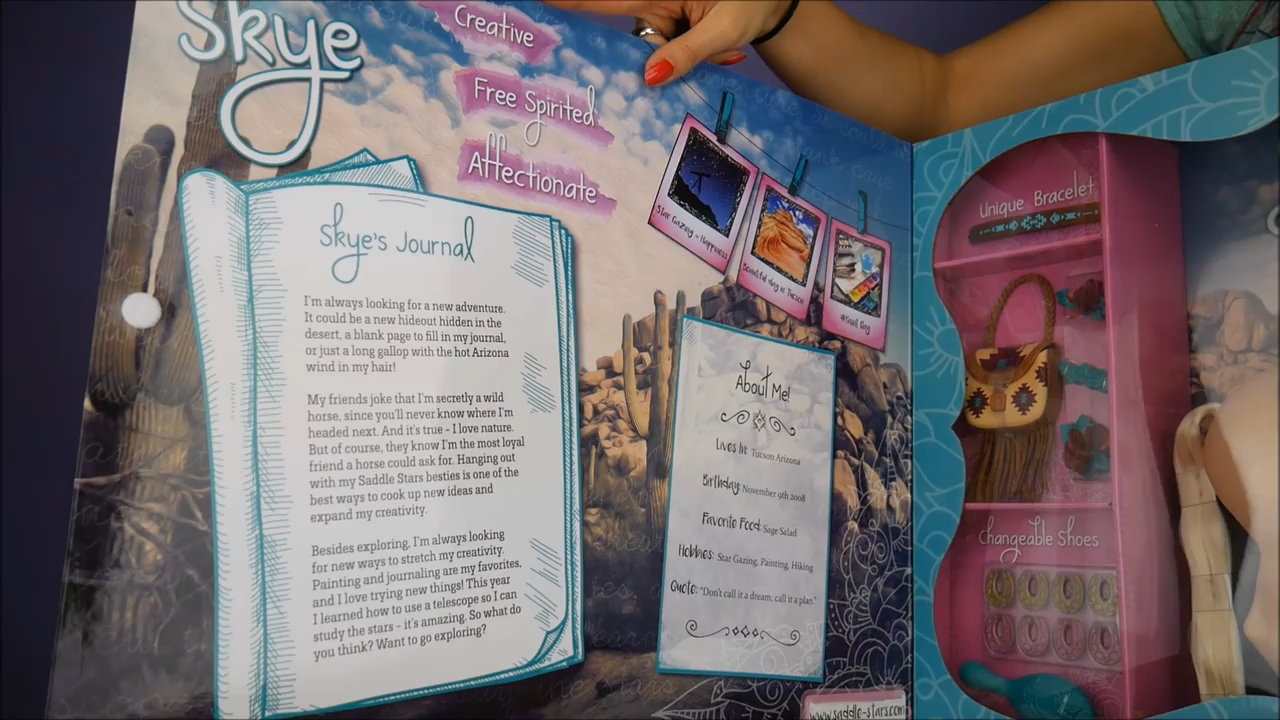 Skye
Creative
Free Spirited
Affectionate
Skye's Journal
I'm always looking for a new adventure.
It could be a new hideout hidden in the
desert, a blank page to fill in my journal,
or just a long gallop with the hot Arizona
wind in my hair!
My friends joke that I'm secretly a wild
horse, since you'll never know where I'm
headed next. And it's true - I love nature.
But of course, they know I'm the most loyal
friend a horse could ask for. Hanging out
with my Saddle Stars besties is one of the
best ways to cook up new ideas and
expand my creativity.
Besides exploring, I'm always looking
for new ways to stretch my creativity.
Painting and journaling are my favorites,
and I love trying new things! This year
I learned how to use a telescope so I can
study the stars - it's amazing. So what do
you think? Want to go exploring?
Star Gazing = Happiness
Beautiful day in Tucson
#Goal Day
About Me!
Lives In: Tucson Arizona
Birthday: November 9th 2008
Favorite Food: Sage Salad
Hobbies: Star Gazing, Painting, Hiking
Quote: "Don't call it a dream, call it a plan."
www.saddle-stars.com
Unique Bracelet
Changeable Shoes